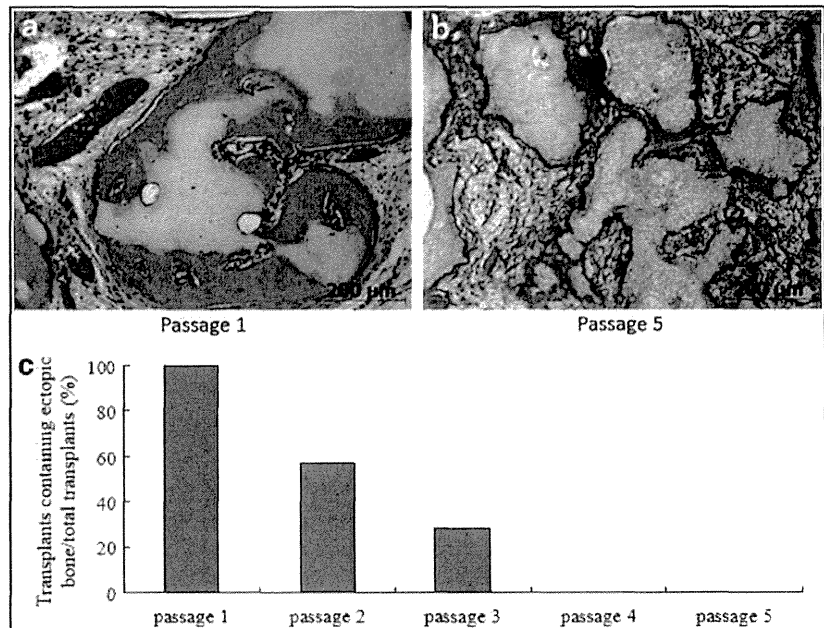 a
b
200 μm
Passage 1
Passage 5
c
Transplants containing ectopic
bone/total transplants (%)
100
80
60
40
20
0
passage 1
passage 2
passage 3
passage 4
passage 5